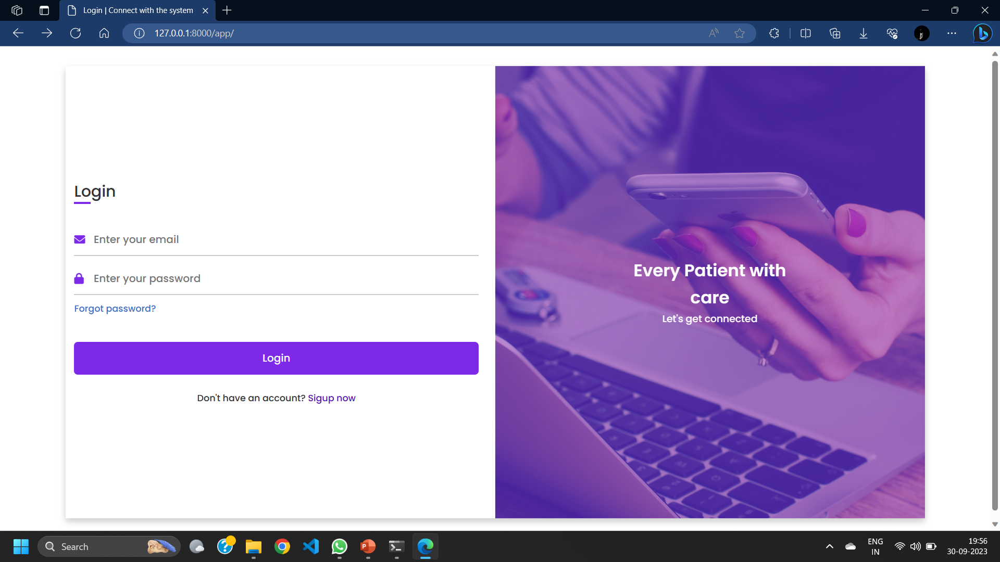 Login | Connect with the system
127.0.0.1:8000/app/
Login
Enter your email
Enter your password
Forgot password?
Login
Don't have an account? Sigup now
Every Patient with
care
Let's get connected
Search
ENG
IN
19:56
30-09-2023